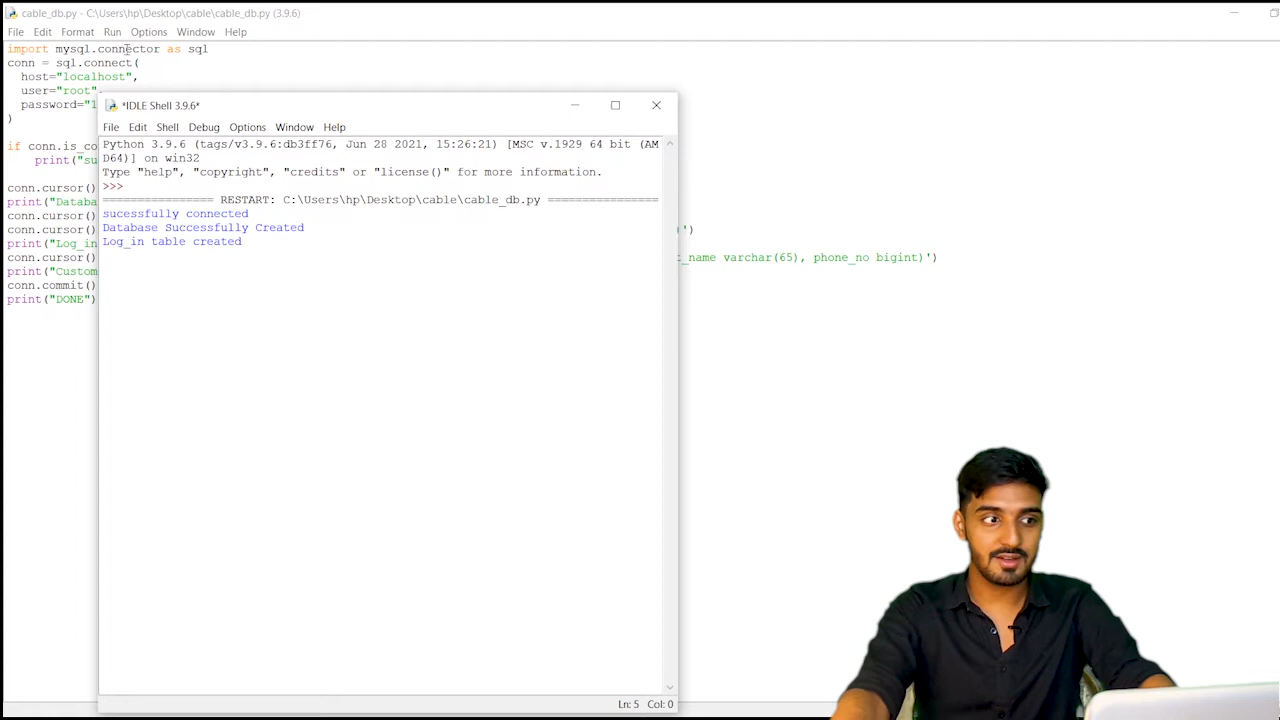 cable_db.py - C:\Users\hp\Desktop\cable\cable_db.py (3.9.6)
File Edit Format Run Options Window Help
import mysql.connector as sql
conn = sql.connect(
host="localhost",
user="root",
password="1
)
if conn.is_co
print("su
conn.cursor()
print("Databa
conn.cursor()
conn.cursor()
print("Log_in
conn.cursor()
print("Custom
conn.commit()
print("DONE")
)')
t_name varchar(65), phone_no bigint)')
*IDLE Shell 3.9.6*
File Edit Shell Debug Options Window Help
Python 3.9.6 (tags/v3.9.6:db3ff76, Jun 28 2021, 15:26:21) [MSC v.1929 64 bit (AM
D64)] on win32
Type "help", "copyright", "credits" or "license()" for more information.
>>>
================ RESTART: C:\Users\hp\Desktop\cable\cable_db.py ================
sucessfully connected
Database Successfully Created
Log_in table created
Ln: 5 Col: 0